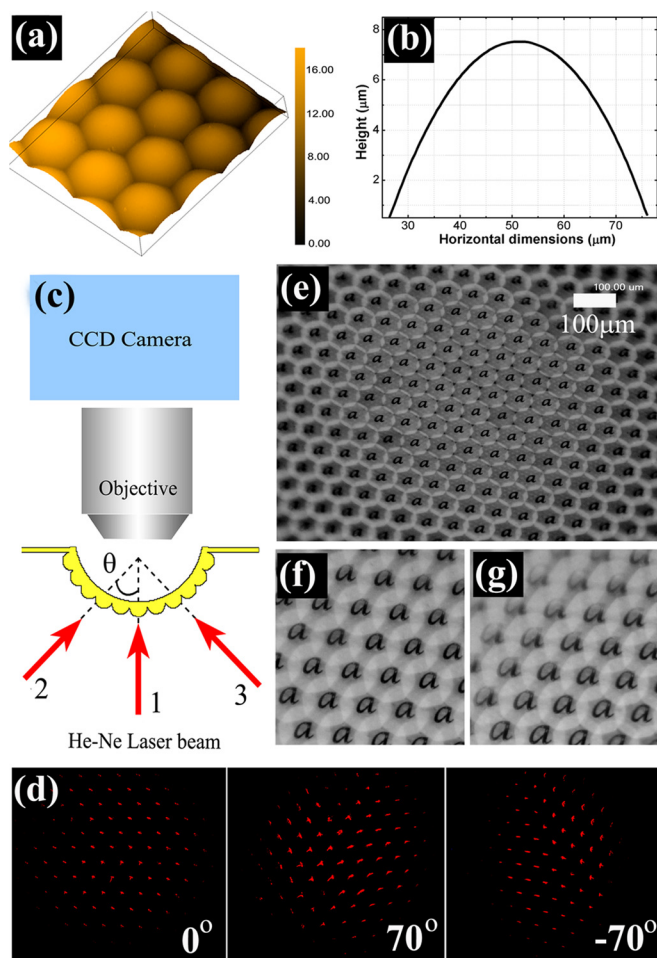 (a)
16.00
12.00
8.00
4.00
0.00
(b)
Height (μm)
8
6
4
2
30
40
50
60
70
Horizontal dimensions (μm)
(c)
CCD Camera
Objective
θ
2
1
3
He-Ne Laser beam
(e)
100.00 um
100μm
(f)
a a a a a a a a a a a a a a a a a a a a
(g)
a a a a a a a a a a a a a a a a
(d)
0°
70°
-70°